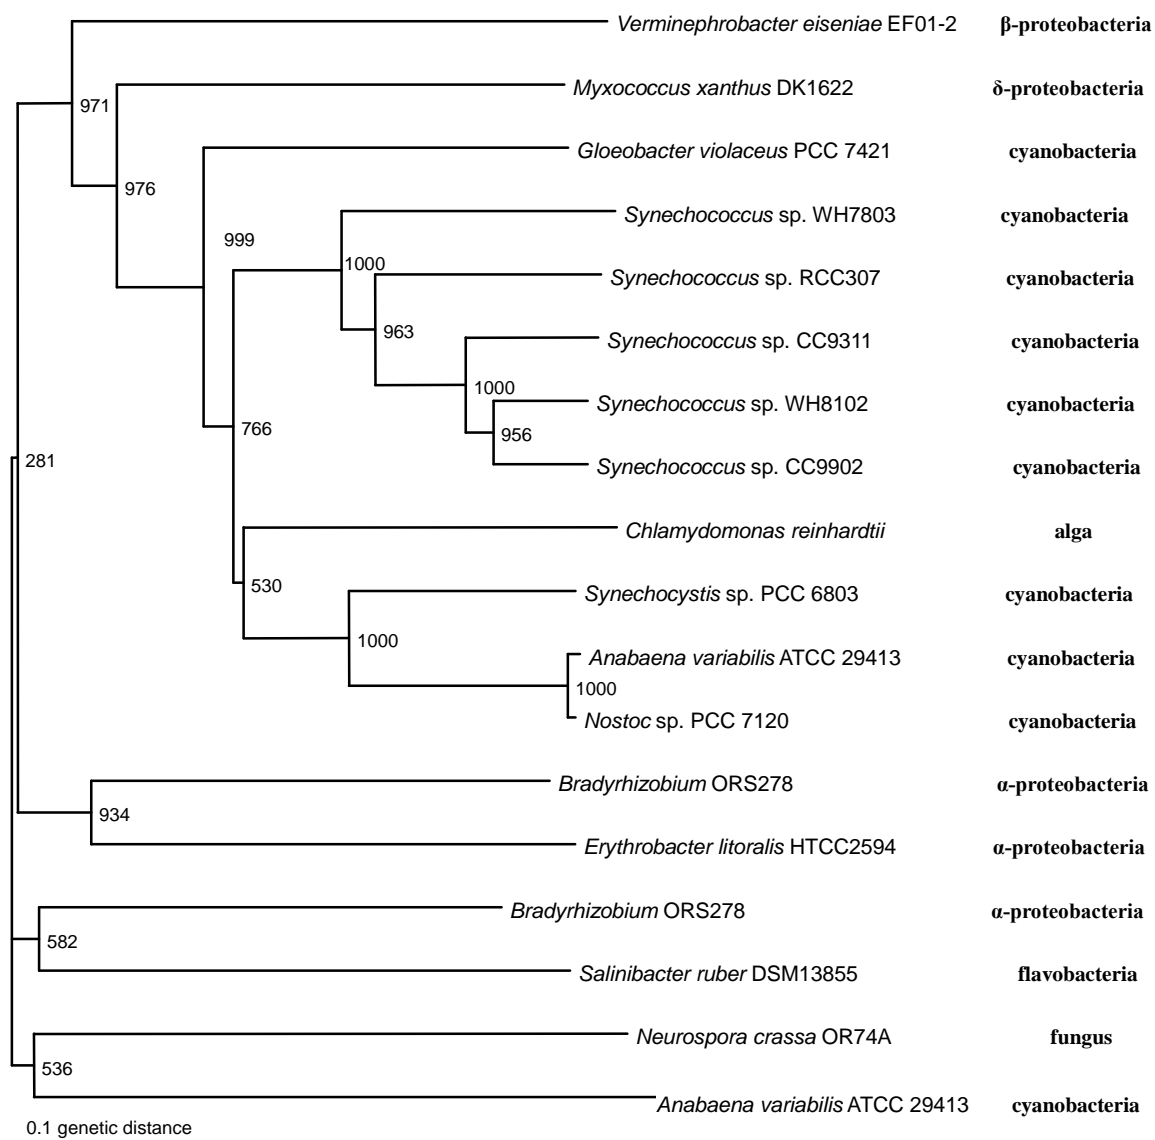 Verminephrobacter eiseniae EF01-2 β-proteobacteria
Myxococcus xanthus DK1622 δ-proteobacteria
971
Gloeobacter violaceus PCC 7421 cyanobacteria
976
Synechococcus sp. WH7803 cyanobacteria
999
1000
Synechococcus sp. RCC307 cyanobacteria
963
Synechococcus sp. CC9311 cyanobacteria
1000
Synechococcus sp. WH8102 cyanobacteria
766
956
281
Synechococcus sp. CC9902 cyanobacteria
Chlamydomonas reinhardtii alga
530
Synechocystis sp. PCC 6803 cyanobacteria
1000
Anabaena variabilis ATCC 29413 cyanobacteria
1000
Nostoc sp. PCC 7120 cyanobacteria
Bradyrhizobium ORS278 α-proteobacteria
934
Erythrobacter litoralis HTCC2594 α-proteobacteria
Bradyrhizobium ORS278 α-proteobacteria
582
Salinibacter ruber DSM13855 flavobacteria
Neurospora crassa OR74A fungus
536
Anabaena variabilis ATCC 29413 cyanobacteria
0.1 genetic distance